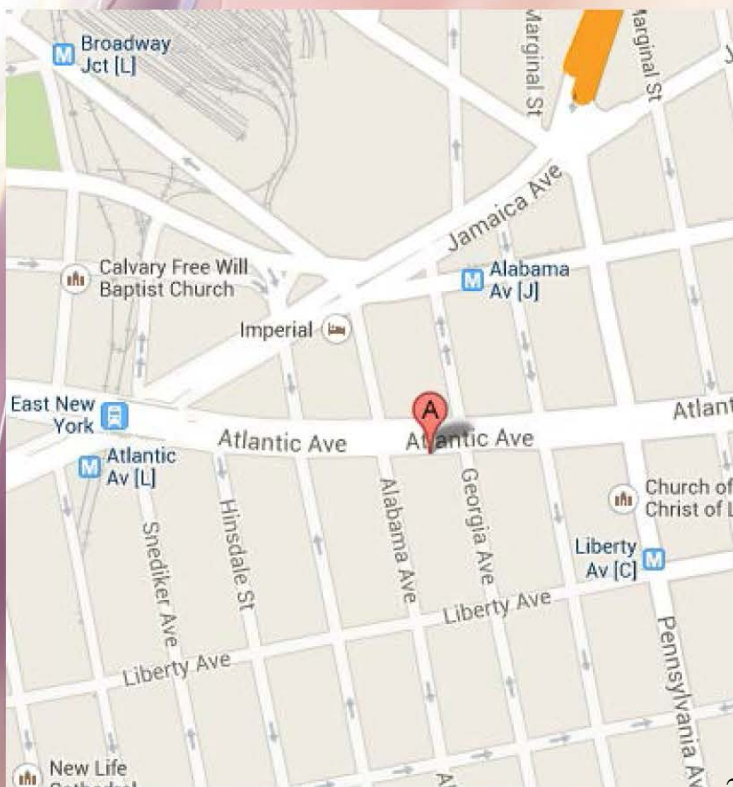 Broadway
Jct [L]
Marginal St
Marginal St
Jamaica Ave
Calvary Free Will
Baptist Church
Alabama
Av [J]
Imperial
East New
York
A
Atlantic Ave
Atlantic Ave
Atlant
Atlantic
Av [L]
Church of
Christ of L
Snediker Ave
Hinsdale St
Alabama Ave
Georgia Ave
Liberty
Av [C]
Liberty Ave
Liberty Ave
Pennsylvania Av
New Life